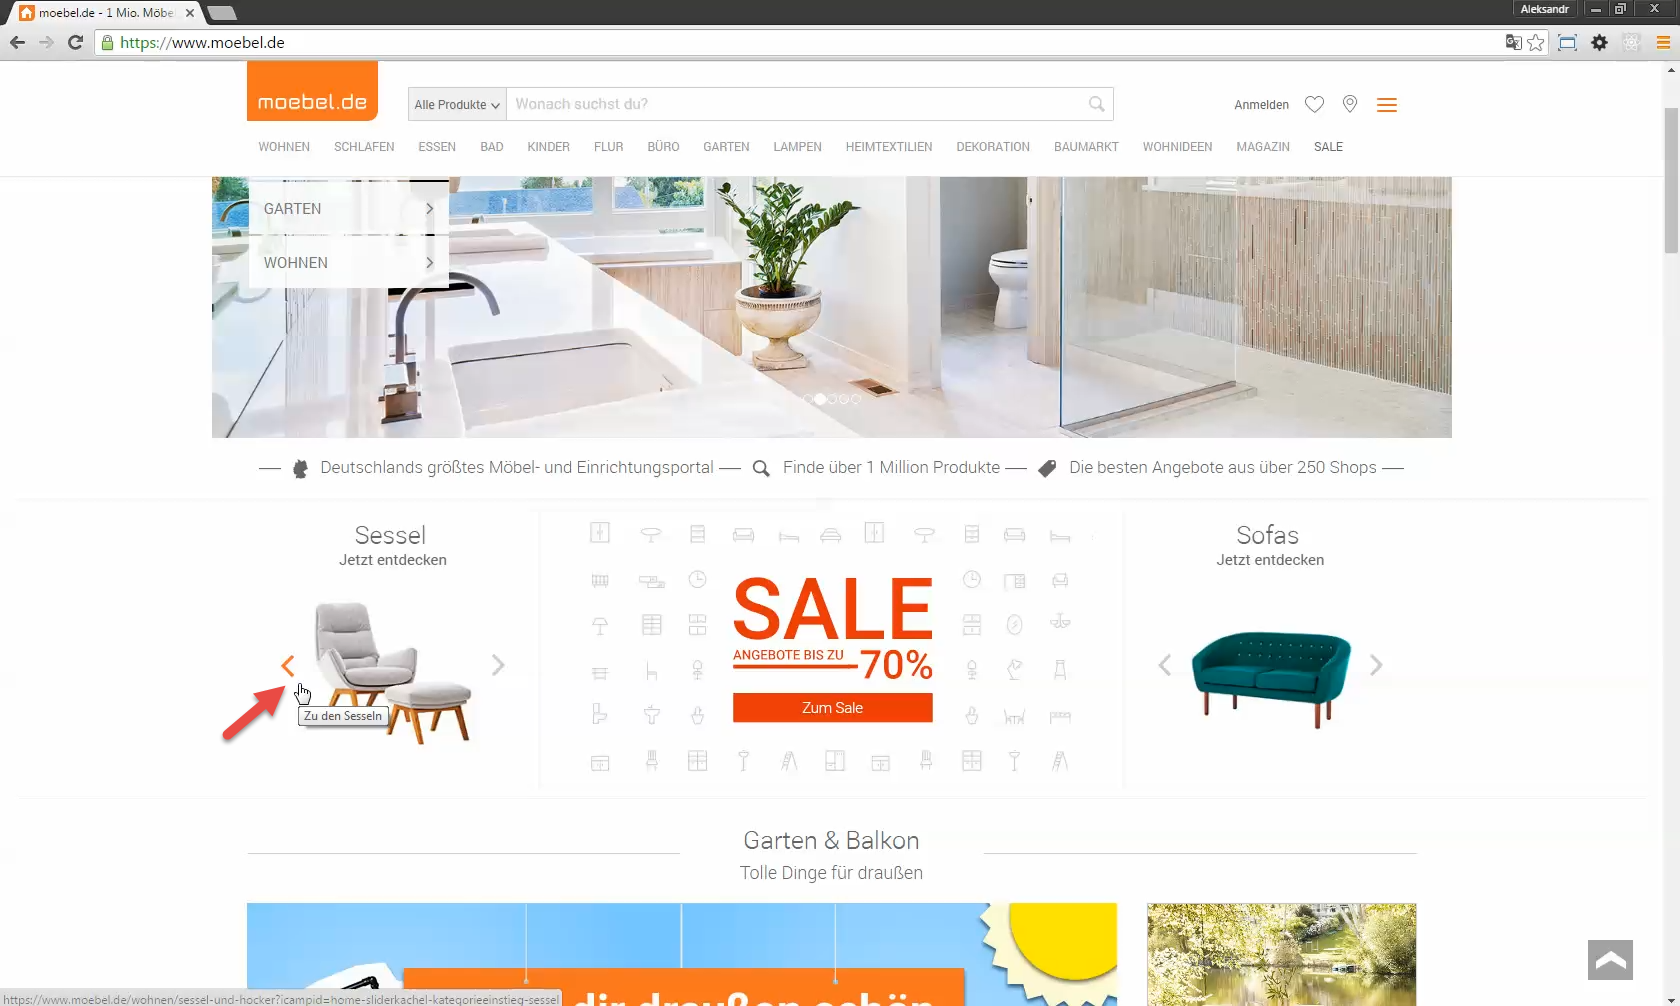 moebel.de - 1 Mio. Möbe
Aleksandr
https://www.moebel.de
moebel.de
Alle Produkte
Wonach suchst du?
Anmelden
WOHNEN SCHLAFEN ESSEN BAD KINDER FLUR BÜRO GARTEN LAMPEN HEIMTEXTILIEN DEKORATION BAUMARKT WOHNIDEEN MAGAZIN SALE
GARTEN
WOHNEN
Deutschlands größtes Möbel- und Einrichtungsportal
Finde über 1 Million Produkte
Die besten Angebote aus über 250 Shops
Sessel
Jetzt entdecken
Zu den Sesseln
SALE
ANGEBOTE BIS ZU
70%
Zum Sale
Sofas
Jetzt entdecken
Garten & Balkon
Tolle Dinge für draußen
dir draußen schön
https://www.moebel.de/wohnen/sessel-und-hocker?icampid=home-sliderkachel-kategorieeinstieg-sessel